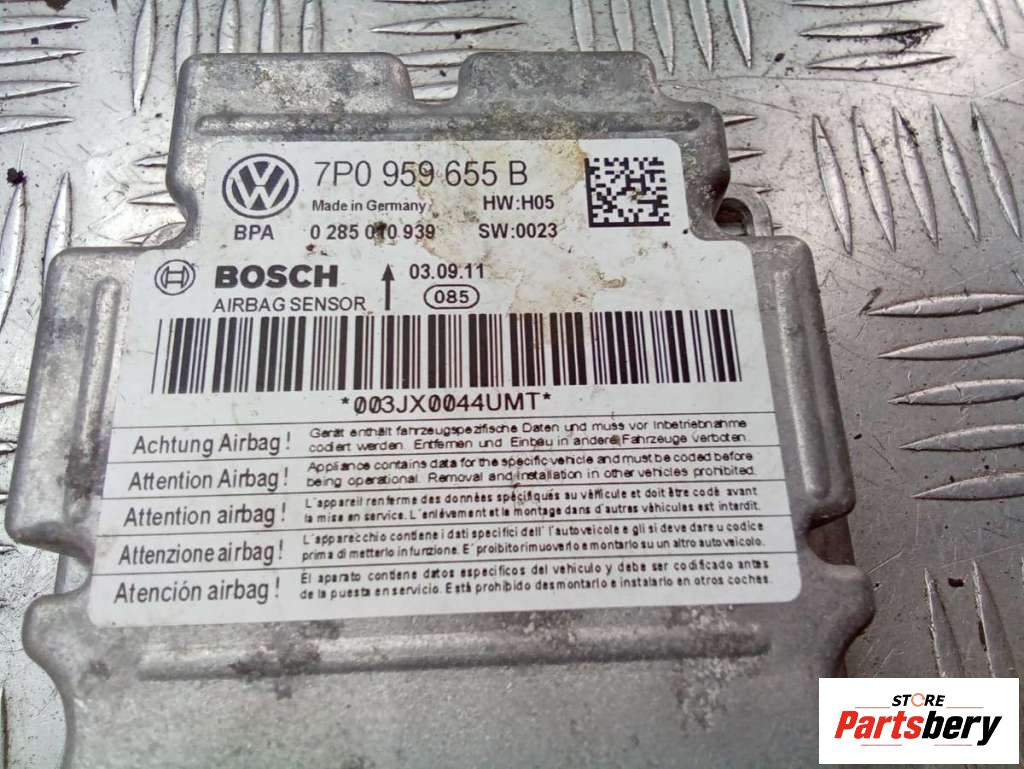 7P0 959 655 B
Made in Germany HW:H05
BPA 0 285 010 939 SW:0023
BOSCH 03.09.11
AIRBAG SENSOR 085
*003JX0044UMT*
Achtung Airbag! Gerät enthält fahrzeugspezifische Daten und muss vor Inbetriebnahme
codiert werden. Entfernen und Einbau in andere Fahrzeuge verboten.
Attention Airbag! Appliance contains data for the specific vehicle and must be coded before
being operational. Removal and installation in other vehicles prohibited.
Attention airbag! L'appareil renferme des données spécifiques au véhicule et doit être codé avant
la mise en service. L'enlèvement et le montage dans d'autres véhicules est interdit.
Attenzione airbag! L'apparecchio contiene i dati specifici dell' l'autoveicolo e gli si deve dare u codice
prima di metterlo in funzione. E' proibito rimuoverlo e montarlo su un altro autoveicolo.
Atención airbag! El aparato contiene datos específicos del vehículo y debe ser codificado antes
de la puesta en servicio. Está prohibido desmontarlo e instalarlo en otros coches.
STORE
Partsbery